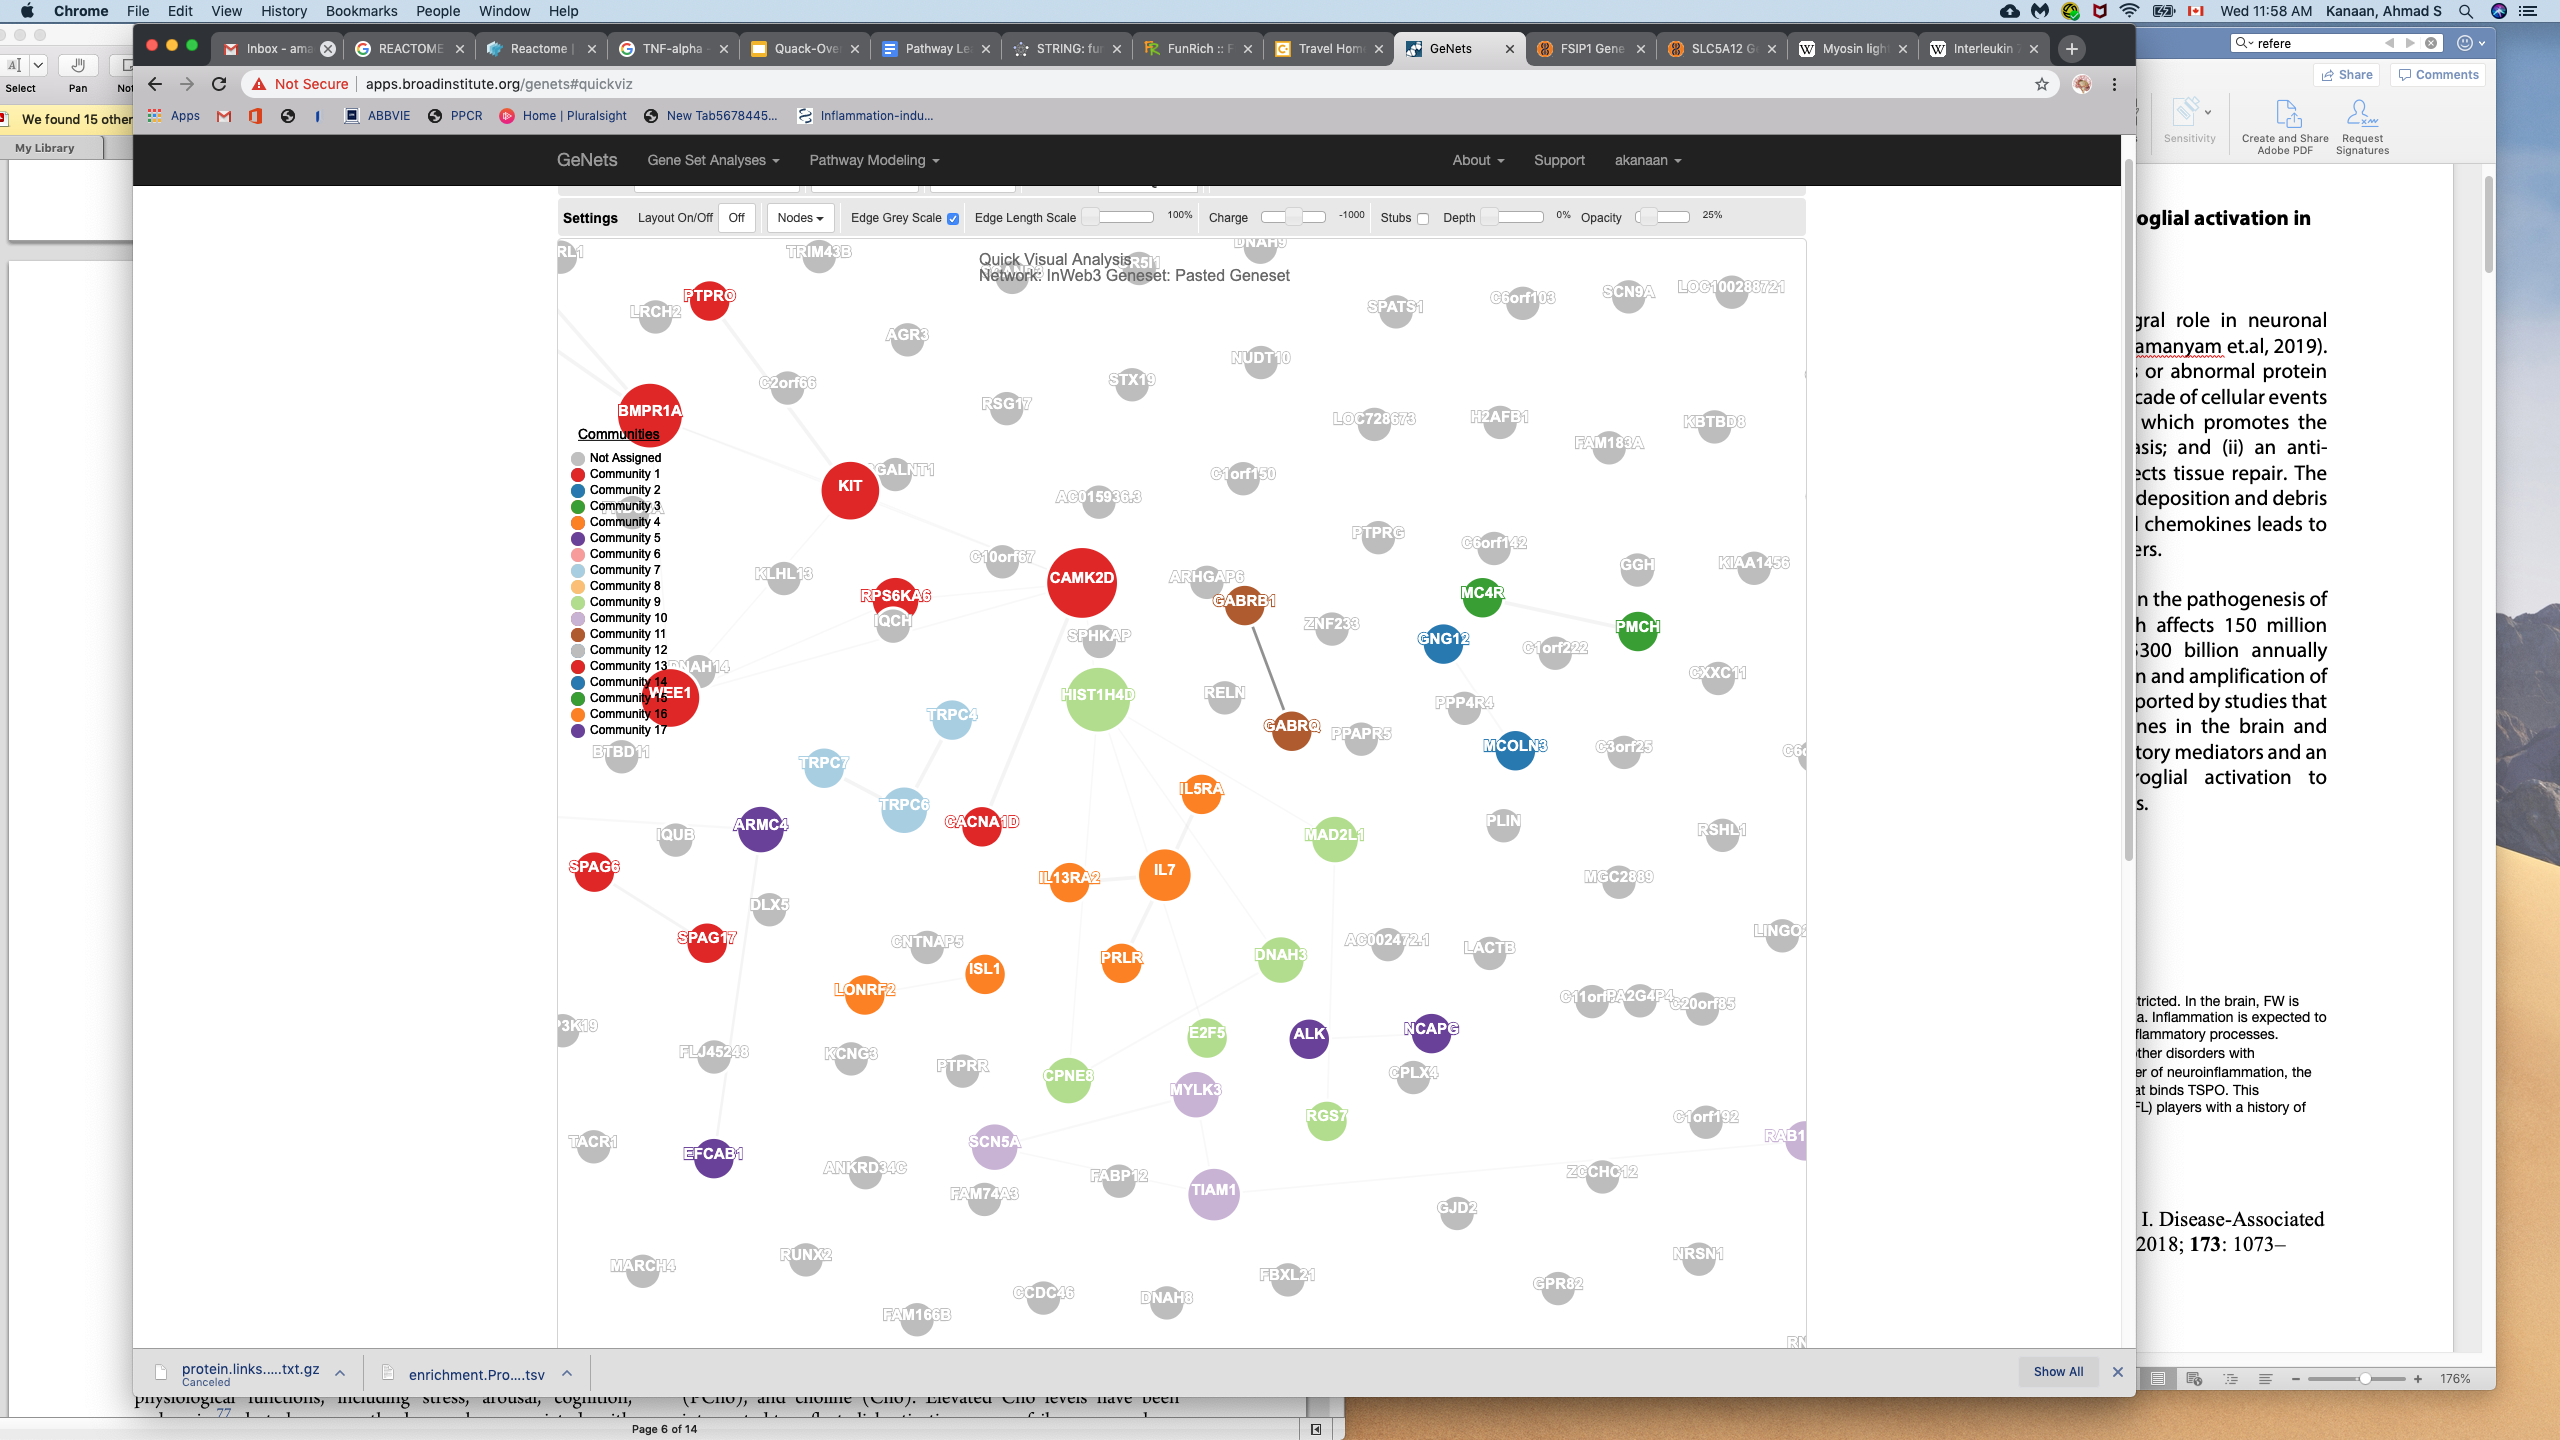 Chrome File Edit View History Bookmarks People Window Help
Wed 11:58 AM Kanaan, Ahmad S
Inbox - ama
REACTOME
Reactome |
TNF-alpha
Quack-Ove
Pathway Le
STRING: fu
FunRich :: F
Travel Hom
GeNets
FSIP1 Gene
SLC5A12 G
Myosin ligh
Interleukin 7
Not Secure | apps.broadinstitute.org/genets#quickviz
Apps
ABBVIE
PPCR
Home | Pluralsight
New Tab5678445...
Inflammation-indu...
GeNets Gene Set Analyses Pathway Modeling About Support akanaan
Settings Layout On/Off Off Nodes Edge Grey Scale Edge Length Scale 100% Charge -1000 Stubs Depth 0% Opacity 25%
Quick Visual Analysis
Network: InWeb3 Geneset: Pasted Geneset
RL1
TRIM43B
R5I1
DNAH9
PTPRO
LRCH2
AGR3
SPATS1
C6orf103
SCN9A
LOC100288721
C2orf66
STX19
NUDT10
BMPR1A
RSG17
LOC728673
H2AFB1
KBTBD8
FAM183A
Communities
Not Assigned
Community 1
Community 2
Community 3
Community 4
Community 5
Community 6
Community 7
Community 8
Community 9
Community 10
Community 11
Community 12
Community 13
Community 14
Community 15
Community 16
Community 17
KIT
GALNT1
AC015936.3
C1orf150
PTPRG
C6orf142
GGH
KIAA1456
C10orf67
KLHL13
CAMK2D
ARHGAP6
GABRB1
MC4R
RPS6KA6
IQCH
SPHKAP
ZNF233
GNG12
PMCH
C1orf222
DNAH14
WEE1
HIST1H4D
RELN
CXXC11
PPP4R4
TRPC4
GABRQ
PPAPR5
MCOLN3
C3orf25
BTBD11
TRPC7
TRPC6
IL5RA
CACNA1D
ARMC4
IQUB
MAD2L1
PLIN
RSHL1
SPAG6
IL13RA2
IL7
MGC2889
DLX5
SPAG17
CNTNAP5
PRLR
DNAH3
AC002472.1
LACTB
LINGO2
ISL1
LONRF2
C11orf
PA2G4P4
C20orf85
P3K19
E2F5
ALK
NCAPG
FLJ45248
KCNG3
PTPRR
CPNE8
MYLK3
CPLX4
RGS7
C1orf192
TACR1
SCN5A
RAB1
EFCAB1
ANKRD34C
FABP12
ZCCHC12
FAM74A3
TIAM1
GJD2
MARCH4
RUNX2
NRSN1
FBXL21
GPR82
CCDC46
DNAH8
FAM166B
RN
protein.links.....txt.gz
Canceled
enrichment.Pro....tsv
Show All
Select Pan Not
We found 15 other
My Library
physiological functions, including stress, arousal, cognition,
(PCho), and choline (Cho). Elevated Cho levels have been
Page 6 of 14
refere
Share Comments
Sensitivity
Create and Share
Adobe PDF
Request
Signatures
oglial activation in
gral role in neuronal
amanyam et.al, 2019).
s or abnormal protein
cade of cellular events
which promotes the
asis; and (ii) an anti-
ects tissue repair. The
deposition and debris
l chemokines leads to
ers.
n the pathogenesis of
h affects 150 million
$300 billion annually
n and amplification of
ported by studies that
nes in the brain and
tory mediators and an
roglial activation to
s.
tricted. In the brain, FW is
a. Inflammation is expected to
flammatory processes.
other disorders with
er of neuroinflammation, the
at binds TSPO. This
FL) players with a history of
I. Disease-Associated
2018; 173: 1073–
176%